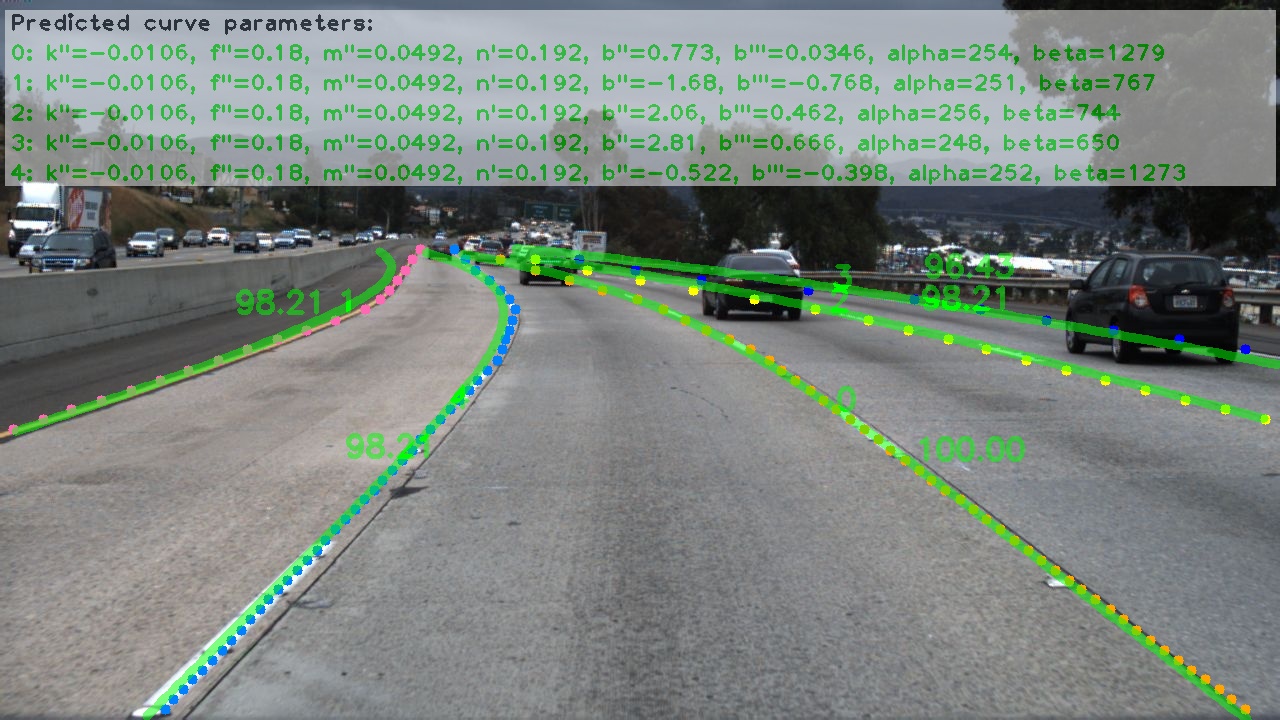 Predicted curve parameters:
0: k''=-0.0106, f''=0.18, m''=0.0492, n'=0.192, b''=0.773, b'''=0.0346, alpha=254, beta=1279
1: k''=-0.0106, f''=0.18, m''=0.0492, n'=0.192, b''=-1.68, b'''=-0.768, alpha=251, beta=767
2: k''=-0.0106, f''=0.18, m''=0.0492, n'=0.192, b''=2.06, b'''=0.462, alpha=256, beta=744
3: k''=-0.0106, f''=0.18, m''=0.0492, n'=0.192, b''=2.81, b'''=0.666, alpha=248, beta=650
4: k''=-0.0106, f''=0.18, m''=0.0492, n'=0.192, b''=-0.522, b'''=-0.398, alpha=252, beta=1273
3 96.43
98.21 1
2 98.21
4
0
98.21
100.00